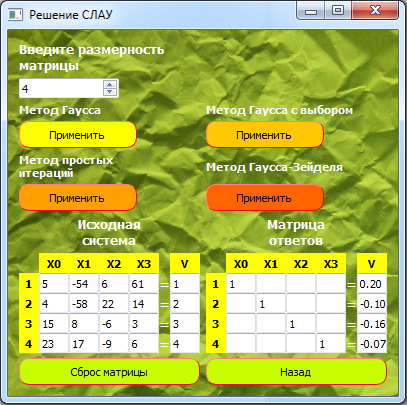 Решение СЛАУ
Введите размерность
матрицы
4
Метод Гаусса Метод Гаусса с выбором
Применить Применить
Метод простых
итераций
Метод Гаусса-Зейделя
Применить Применить
Исходная
система
Матрица
ответов
X0 X1 X2 X3 V X0 X1 X2 X3 V
1 5 -54 6 61 = 1 1 1 = 0.20
2 4 -58 22 14 = 2 2 1 = -0.10
3 15 8 -6 3 = 3 3 1 = -0.16
4 23 17 -9 6 = 4 4 1 = -0.07
Сброс матрицы Назад